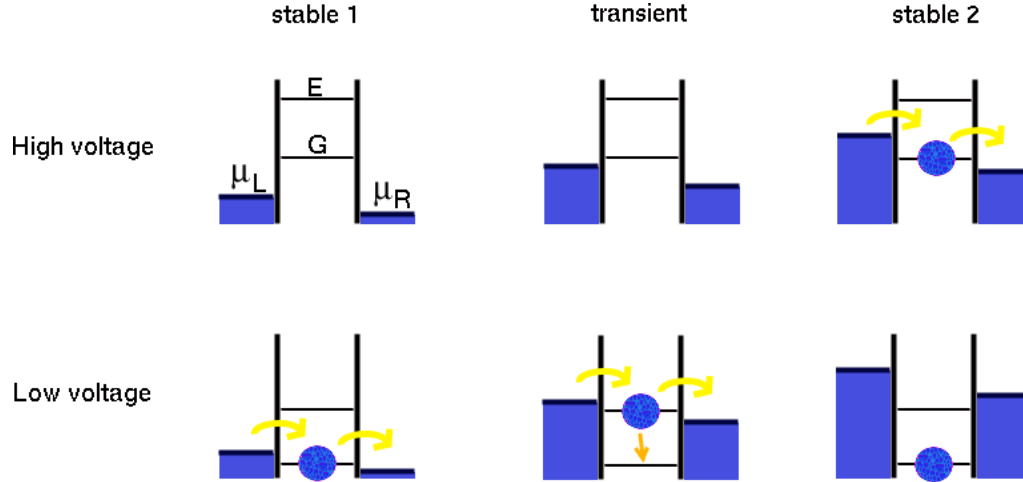 stable 1 transient stable 2
E
High voltage G
μL μR
Low voltage